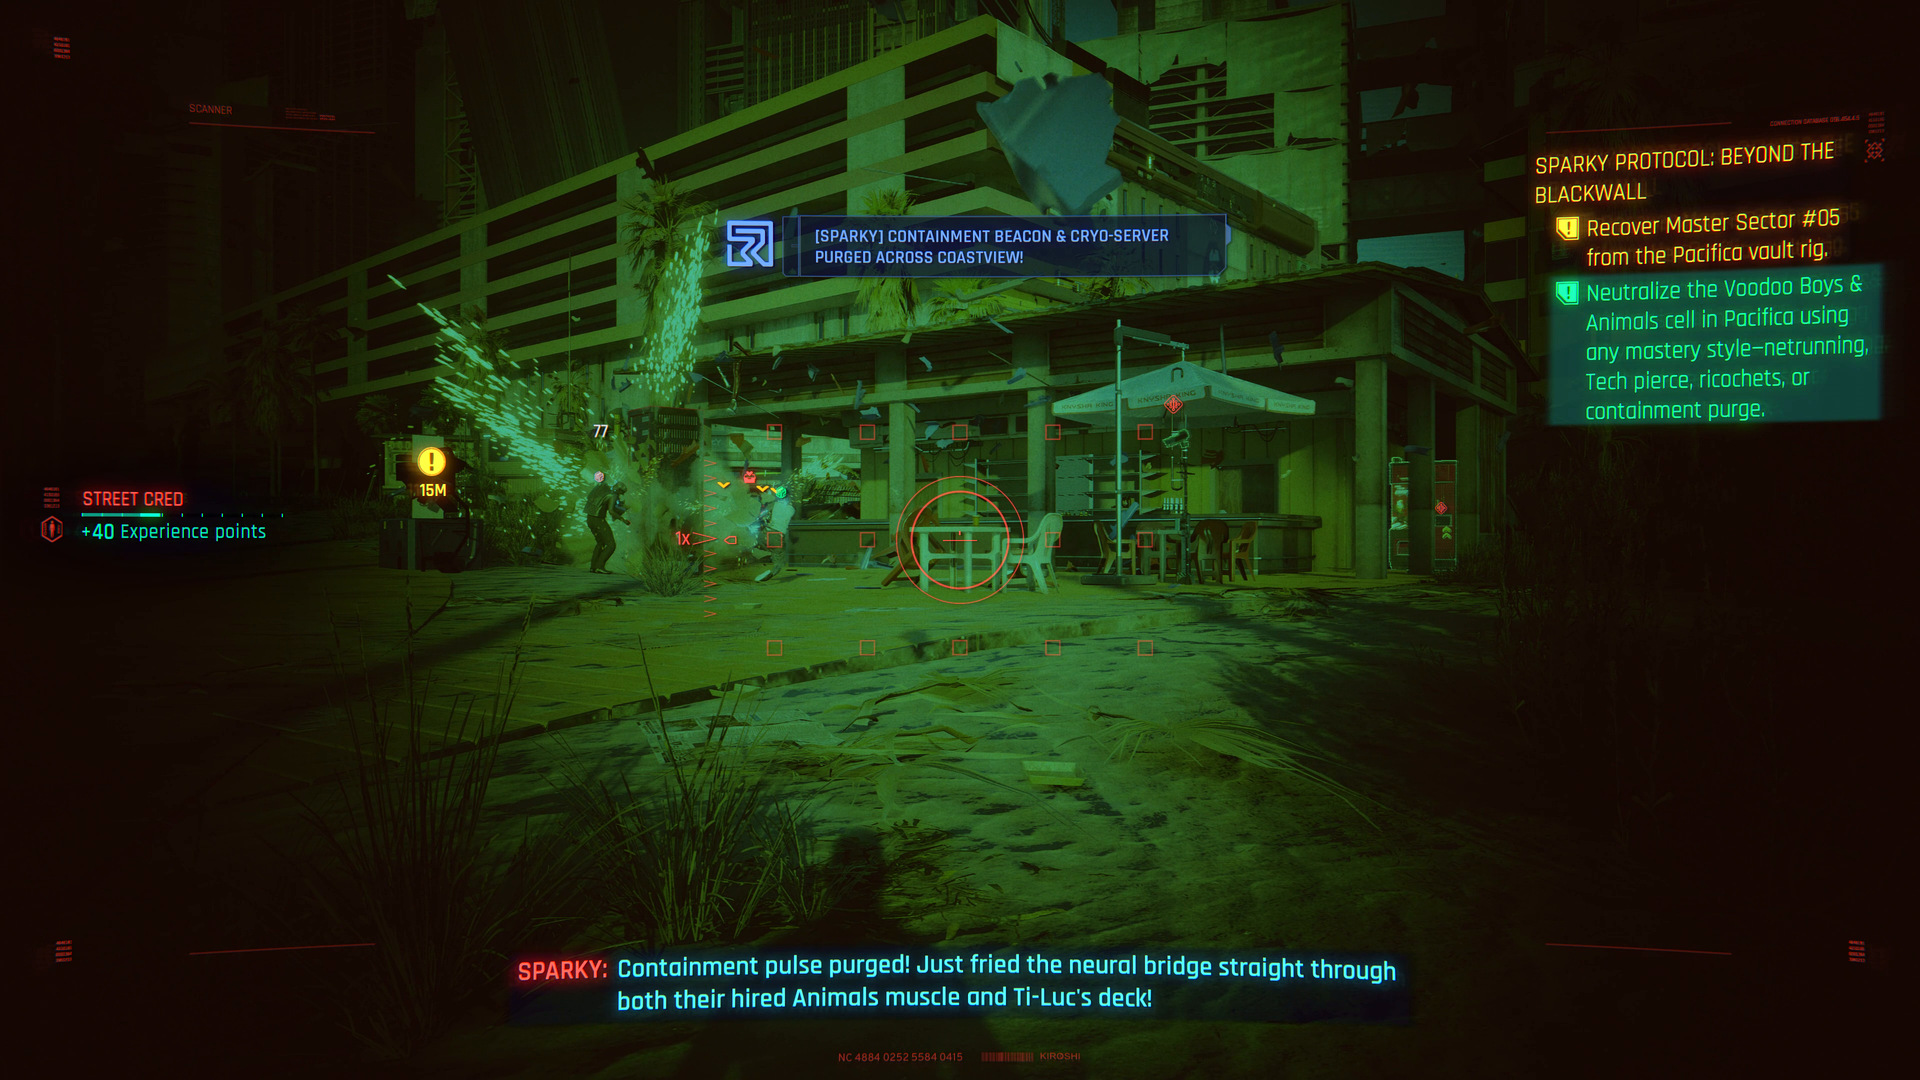 SCANNER
CONNECTION DATABASE
SPARKY PROTOCOL: BEYOND THE
BLACKWALL
Recover Master Sector #05
from the Pacifica vault rig.
Neutralize the Voodoo Boys &
Animals cell in Pacifica using
any mastery style—netrunning,
Tech pierce, ricochets, or
containment purge.
[SPARKY] CONTAINMENT BEACON & CRYO-SERVER
PURGED ACROSS COASTVIEW!
77
15M
STREET CRED
+40 Experience points
1x
SPARKY: Containment pulse purged! Just fried the neural bridge straight through
both their hired Animals muscle and Ti-Luc's deck!
NC 4884 0252 5584 0415 KIROSHI